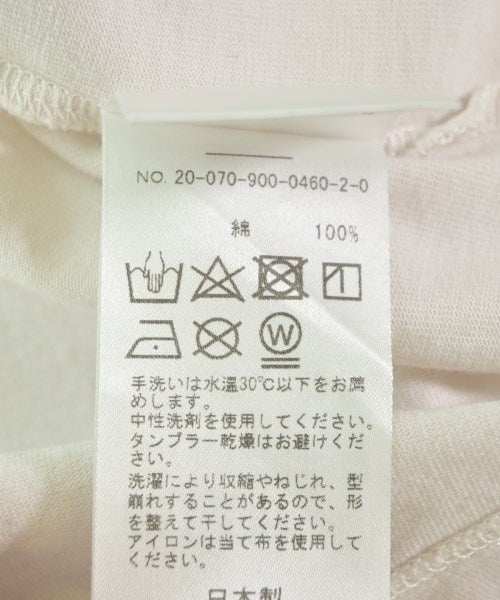 NO. 20-070-900-0460-2-0
綿 100%
W
手洗いは水温30℃以下をお薦
めします。
中性洗剤を使用してください。
タンブラー乾燥はお避けくださ
い。
洗濯により収縮やねじれ、型
崩れすることがあるので、形
を整えて干してください。
アイロンは当て布を使用して
ください。
日本製